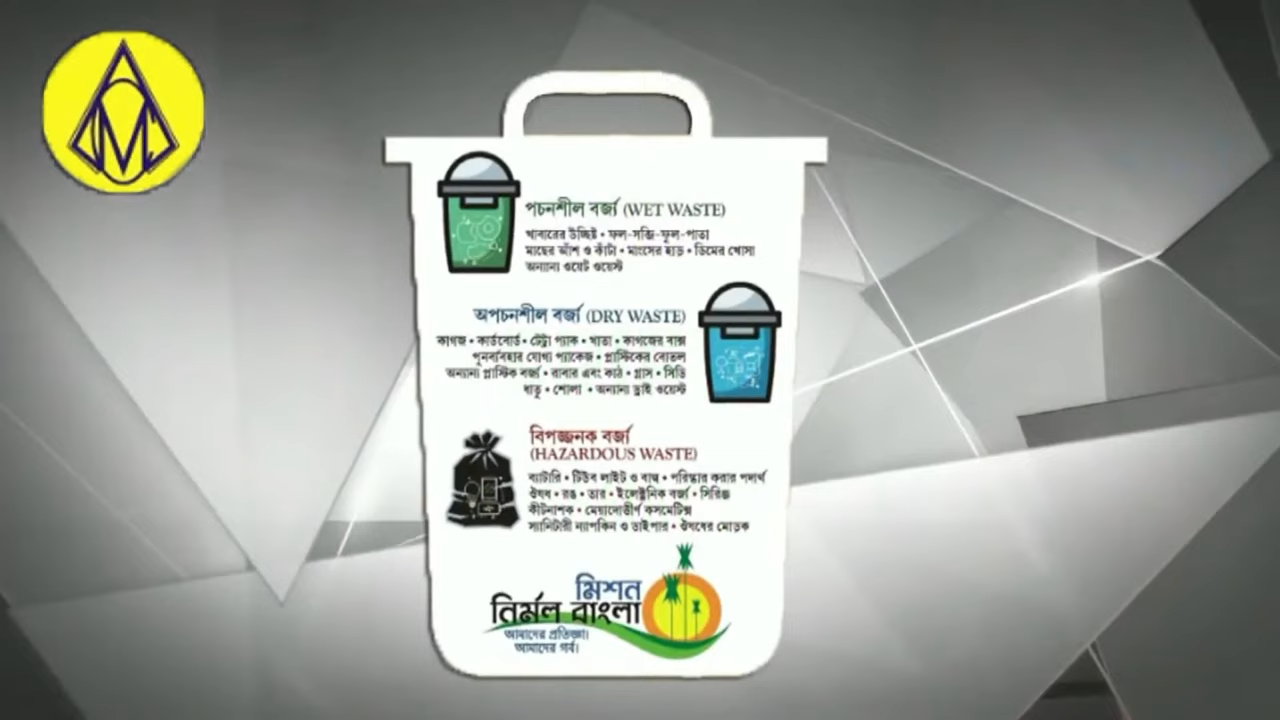 পচনশীল বর্জ্য (WET WASTE)
খাবারের উচ্ছিষ্ট • ফল-সব্জি-ফুল-পাতা
মাছের আঁশ ও কাঁটা • মাংসের হাড় • ডিমের খোসা
অন্যান্য ওয়েট ওয়েস্ট
অপচনশীল বর্জ্য (DRY WASTE)
কাগজ • কার্ডবোর্ড • টেট্রা প্যাক • খাতা • কাগজের বাক্স
পুনর্ব্যবহার যোগ্য প্যাকেজ • প্লাস্টিকের বোতল
অন্যান্য প্লাস্টিক বর্জ্য • রাবার এবং কাঠ • গ্লাস • সিডি
ধাতু • শোলা • অন্যান্য ড্রাই ওয়েস্ট
বিপজ্জনক বর্জ্য
(HAZARDOUS WASTE)
ব্যাটারি • টিউব লাইট ও বাল্ব • পরিষ্কার করার পদার্থ
ঔষধ • রঙ • তার • ইলেক্ট্রনিক বর্জ্য • সিরিঞ্জ
কীটনাশক • মেয়াদোত্তীর্ণ কসমেটিক্স
স্যানিটারী ন্যাপকিন ও ডাইপার • ঔষধের মোড়ক
মিশন
নির্মল বাংলা
আমাদের প্রতিজ্ঞা।
আমাদের গর্ব।